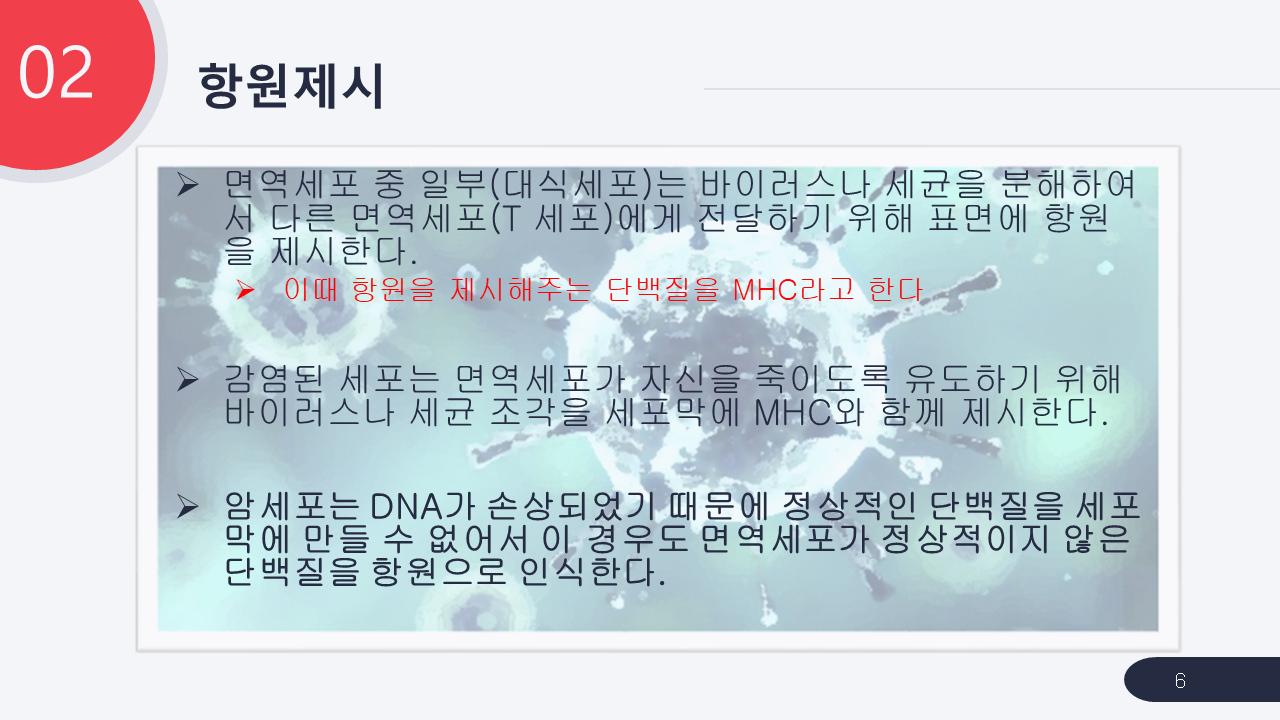 02
항원제시
면역세포 중 일부(대식세포)는 바이러스나 세균을 분해하여
서 다른 면역세포(T 세포)에게 전달하기 위해 표면에 항원
을 제시한다.
이때 항원을 제시해주는 단백질을 MHC라고 한다
감염된 세포는 면역세포가 자신을 죽이도록 유도하기 위해
바이러스나 세균 조각을 세포막에 MHC와 함께 제시한다.
암세포는 DNA가 손상되었기 때문에 정상적인 단백질을 세포
막에 만들 수 없어서 이 경우도 면역세포가 정상적이지 않은
단백질을 항원으로 인식한다.
6